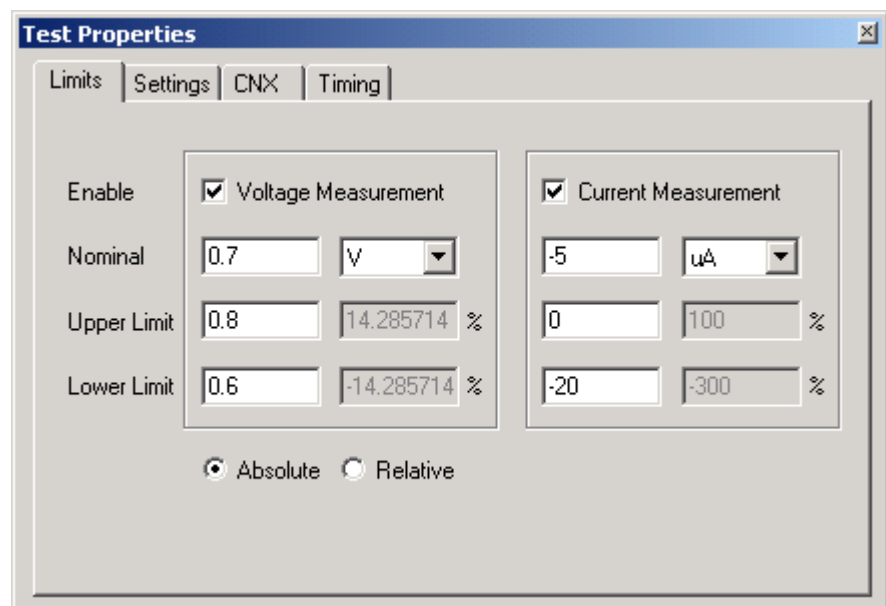 Test Properties
Limits Settings CNX Timing
Enable Voltage Measurement Current Measurement
Nominal 0.7 V -5 uA
Upper Limit 0.8 14.285714 % 0 100 %
Lower Limit 0.6 -14.285714 % -20 -300 %
Absolute Relative